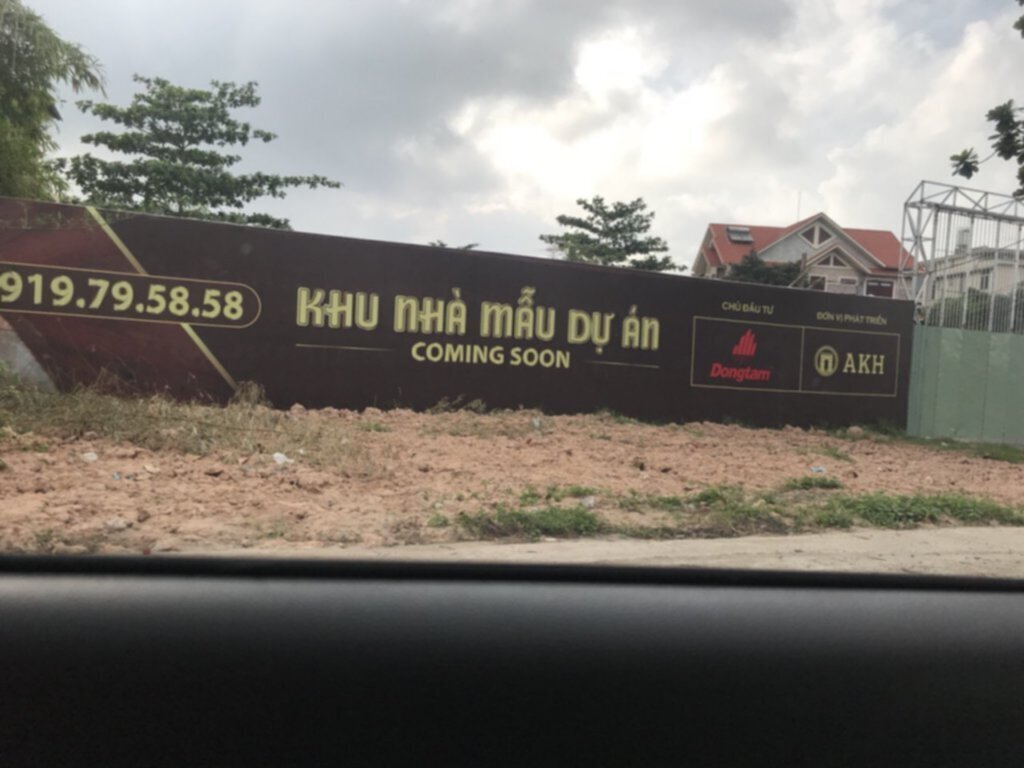 919.79.58.58
KHU NHÀ MẪU DỰ ÁN
COMING SOON
CHỦ ĐẦU TƯ
Dongtam
ĐƠN VỊ PHÁT TRIỂN
AKH